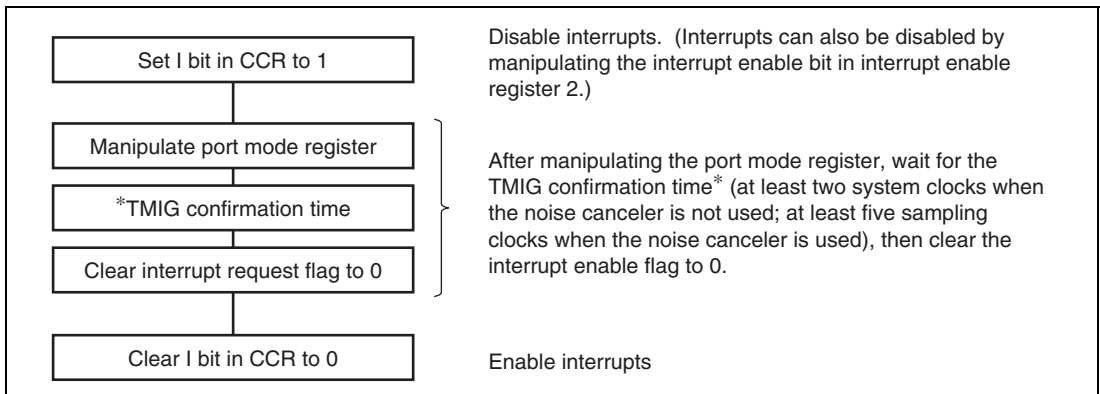 Set I bit in CCR to 1
Disable interrupts. (Interrupts can also be disabled by
manipulating the interrupt enable bit in interrupt enable
register 2.)
Manipulate port mode register
*TMIG confirmation time
Clear interrupt request flag to 0
After manipulating the port mode register, wait for the
TMIG confirmation time* (at least two system clocks when
the noise canceler is not used; at least five sampling
clocks when the noise canceler is used), then clear the
interrupt enable flag to 0.
Clear I bit in CCR to 0
Enable interrupts